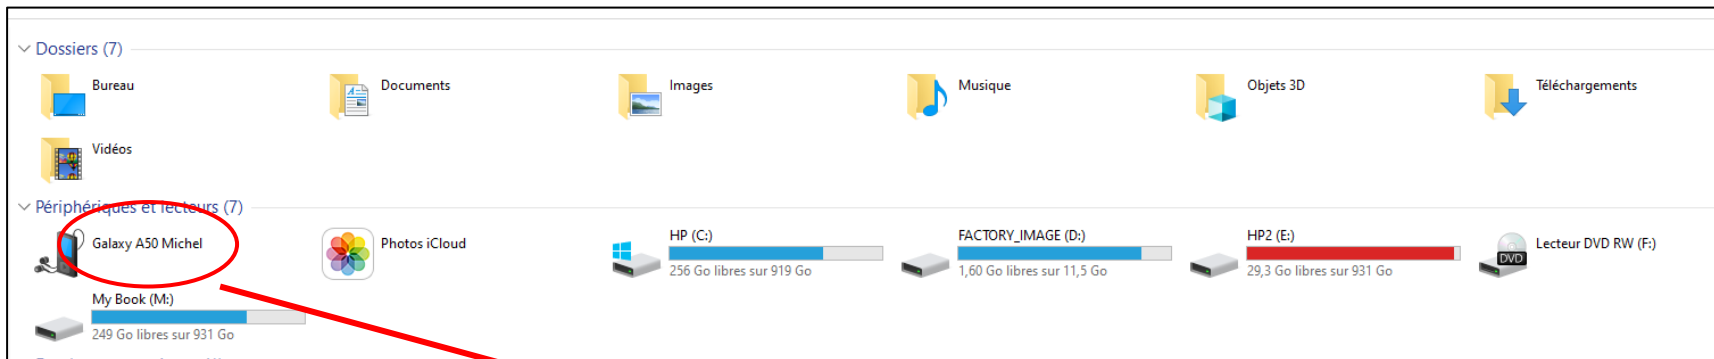 Dossiers (7)
Bureau
Documents
Images
Musique
Objets 3D
Téléchargements
Vidéos
Périphériques et lecteurs (7)
Galaxy A50 Michel
Photos iCloud
HP (C:)
256 Go libres sur 919 Go
FACTORY_IMAGE (D:)
1,60 Go libres sur 11,5 Go
HP2 (E:)
29,3 Go libres sur 931 Go
DVD
Lecteur DVD RW (F:)
My Book (M:)
249 Go libres sur 931 Go